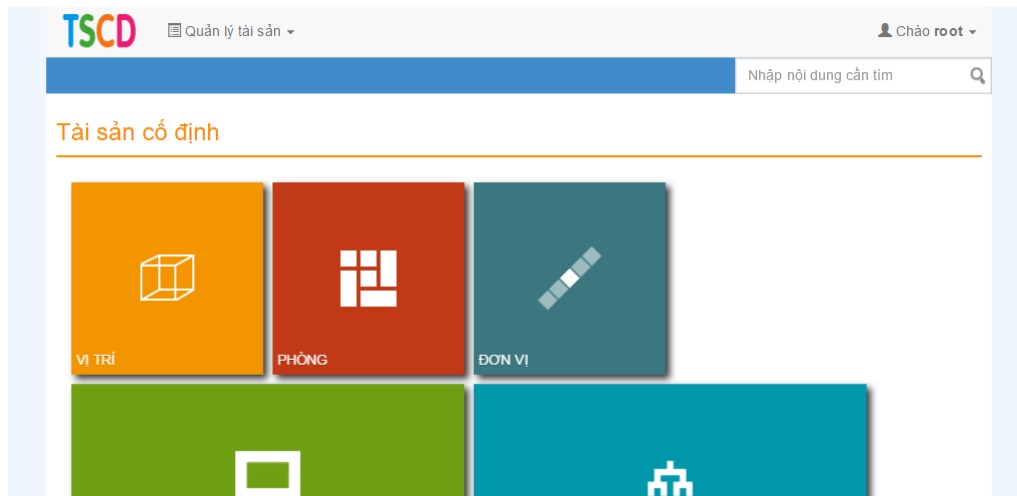 TSCD
Quản lý tài sản
Chào root
Nhập nội dung cần tìm
Tài sản cố định
VỊ TRÍ
PHÒNG
ĐƠN VỊ